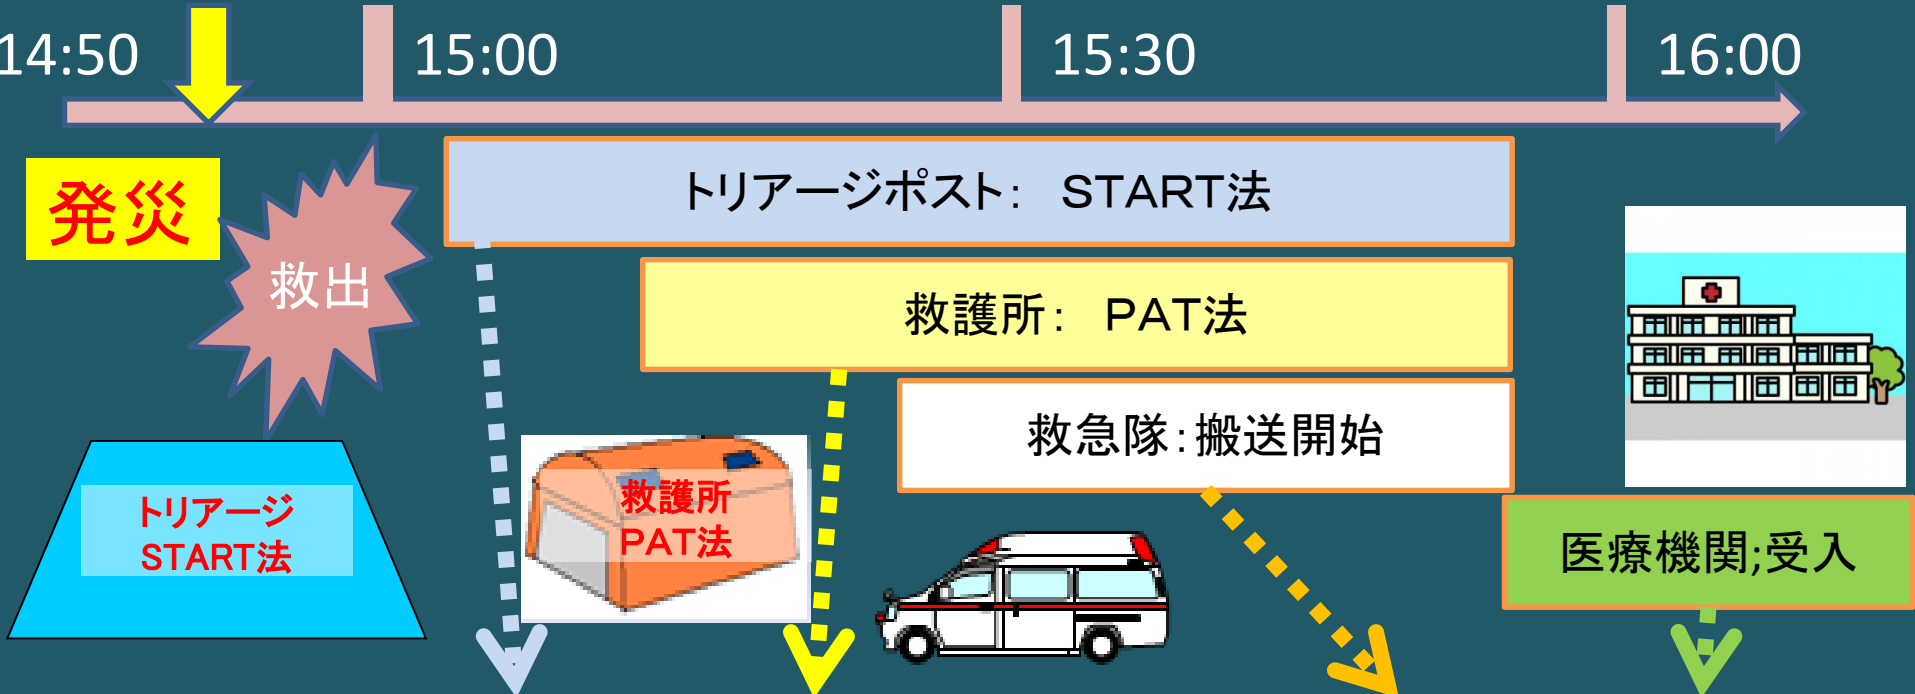 14:50
15:00
15:30
16:00
発災
救出
トリアージポスト: START法
救護所: PAT法
救急隊:搬送開始
医療機関;受入
トリアージ
START法
救護所
PAT法